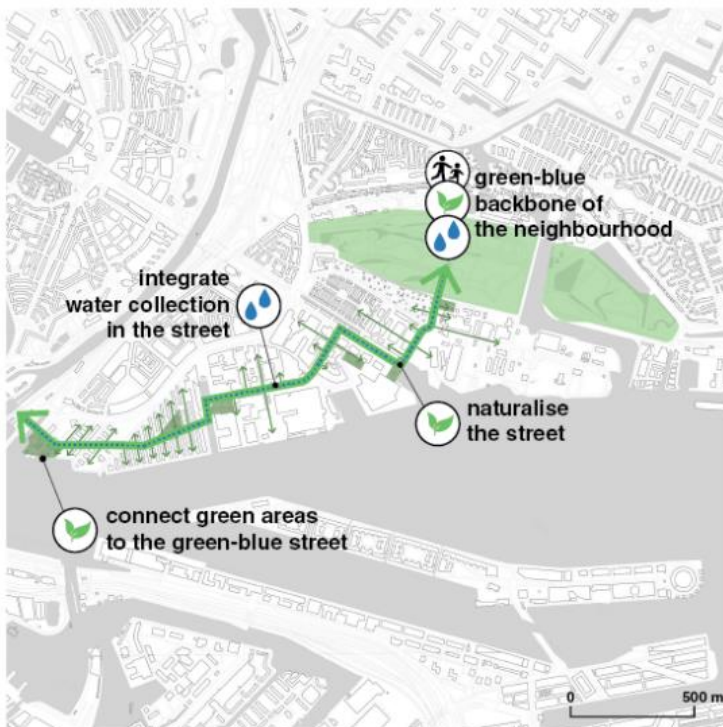 green-blue
backbone of
the neighbourhood
integrate
water collection
in the street
naturalise
the street
connect green areas
to the green-blue street
0 500 m